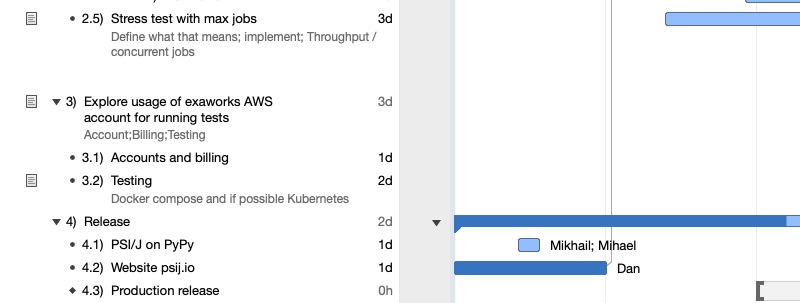 2.5) Stress test with max jobs 3d
Define what that means; implement; Throughput /
concurrent jobs
3) Explore usage of exaworks AWS 3d
account for running tests
Account;Billing;Testing
3.1) Accounts and billing 1d
3.2) Testing 2d
Docker compose and if possible Kubernetes
4) Release 2d
4.1) PSI/J on PyPy 1d Mikhail; Mihael
4.2) Website psij.io 1d Dan
4.3) Production release 0h